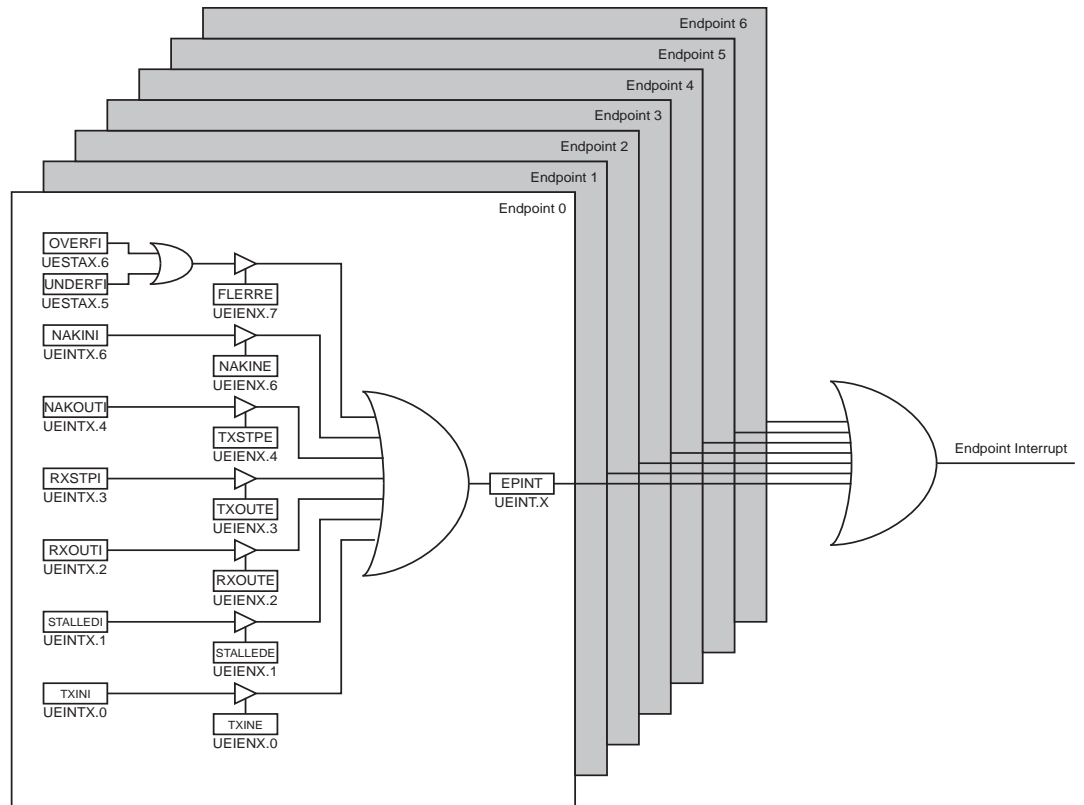 Endpoint 6
Endpoint 5
Endpoint 4
Endpoint 3
Endpoint 2
Endpoint 1
Endpoint 0
OVERFI
UESTAX.6
UNDERFI
UESTAX.5
FLERRE
UEIENX.7
NAKINI
UEINTX.6
NAKINE
UEIENX.6
NAKOUTI
UEINTX.4
TXSTPE
UEIENX.4
RXSTPI
UEINTX.3
TXOUTE
UEIENX.3
RXOUTI
UEINTX.2
RXOUTE
UEIENX.2
STALLEDI
UEINTX.1
STALLEDE
UEIENX.1
TXINI
UEINTX.0
TXINE
UEIENX.0
EPINT
UEINT.X
Endpoint Interrupt